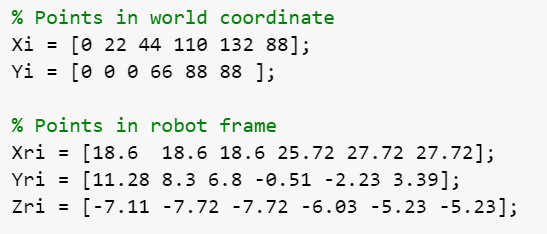 % Points in world coordinate
Xi = [0 22 44 110 132 88];
Yi = [0 0 0 66 88 88 ];
% Points in robot frame
Xri = [18.6  18.6 18.6 25.72 27.72 27.72];
Yri = [11.28 8.3 6.8 -0.51 -2.23 3.39];
Zri = [-7.11 -7.72 -7.72 -6.03 -5.23 -5.23];